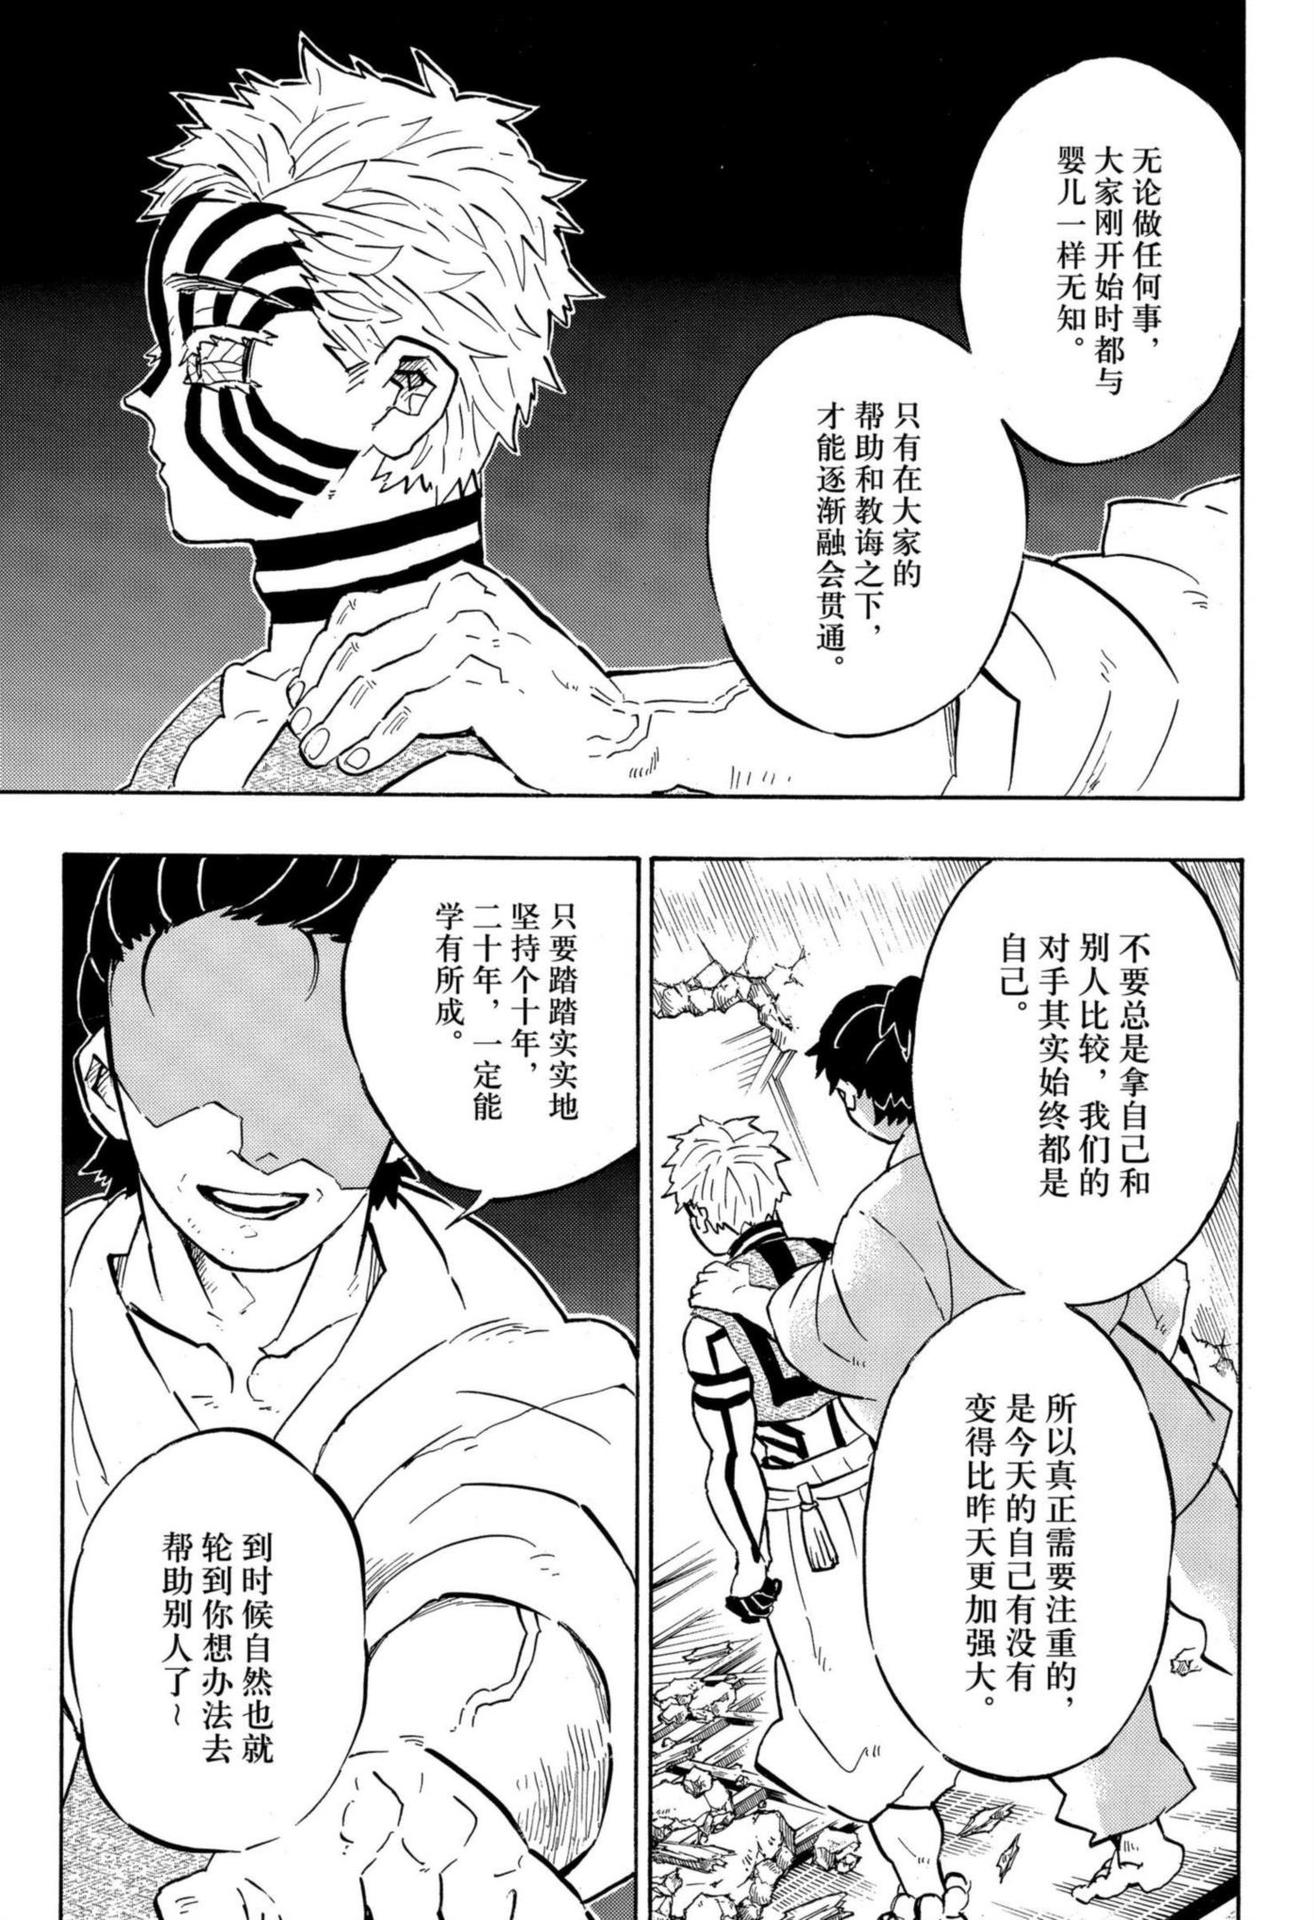 无论做任何事，
大家刚开始时都与
婴儿一样无知。
只有在大家的
帮助和教诲之下，
才能逐渐融会贯通。
不要总是拿自己和
别人比较，我们的
对手其实始终都是
自己。
所以真正需要注重的，
是今天的自己有没有
变得比昨天更加强大。
只要踏踏实实地
坚持个十年，
二十年，一定能
学有所成。
到时候自然也就
轮到你想办法去
帮助别人了～